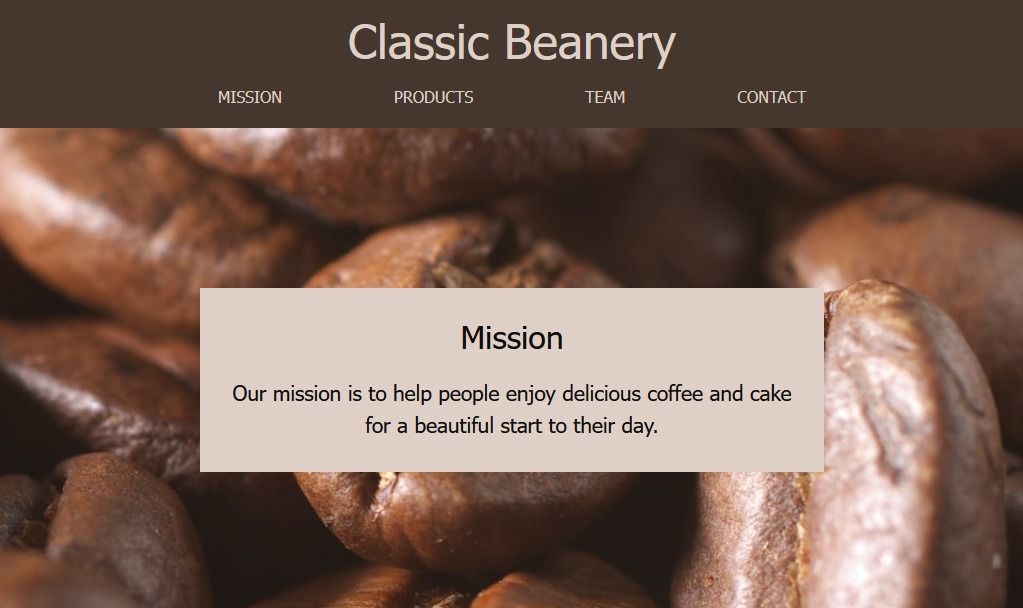 Classic Beanery
MISSION PRODUCTS TEAM CONTACT
Mission
Our mission is to help people enjoy delicious coffee and cake
for a beautiful start to their day.